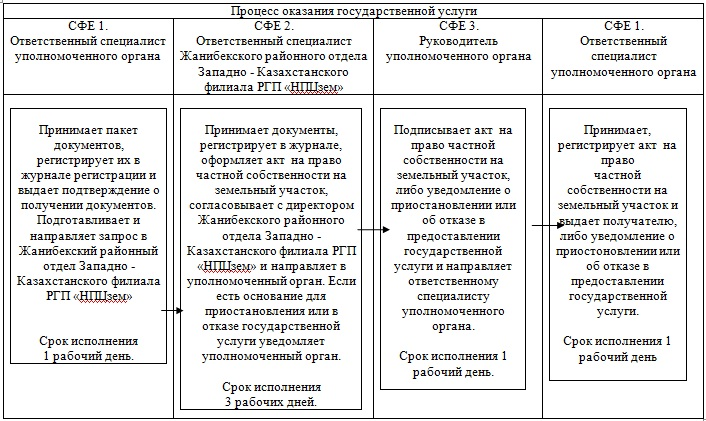 Процесс оказания государственной услуги
СФЕ 1.
Ответственный специалист
уполномоченного органа
СФЕ 2.
Ответственный специалист
Жанибекского районного отдела
Западно - Казахстанского
филиала РГП «НПЦзем»
СФЕ 3.
Руководитель
уполномоченного органа
СФЕ 1.
Ответственный
специалист
уполномоченного органа
Принимает пакет
документов,
регистрирует их в
журнале регистрации и
выдает подтверждение о
получении документов.
Подготавливает и
направляет запрос в
Жанибекский районный
отдел Западно -
Казахстанского филиала
РГП «НПЦзем»
Срок исполнения
1 рабочий день.
Принимает документы,
регистрирует в журнале,
оформляет акт на право
частной собственности на
земельный участок,
согласовывает с директором
Жанибекского районного
отдела Западно -
Казахстанского филиала РГП
«НПЦзем» и направляет в
уполномоченный орган. Если
есть основание для
приостановления или в
отказе государственной
услуги уведомляет
уполномоченный орган.
Срок исполнения
3 рабочих дней.
Подписывает акт на
право частной
собственности на
земельный участок,
либо уведомление о
приостановлении или
об отказе в
предоставлении
государственной
услуги и направляет
ответственному
специалисту
уполномоченного
органа.
Срок исполнения 1
рабочий день.
Принимает,
регистрирует акт на
право
частной
собственности на
земельный участок и
выдает получателю,
либо уведомление о
приостоновлении или
об отказе в
предоставлении
государственной
услуги.
Срок исполнения 1
рабочий день